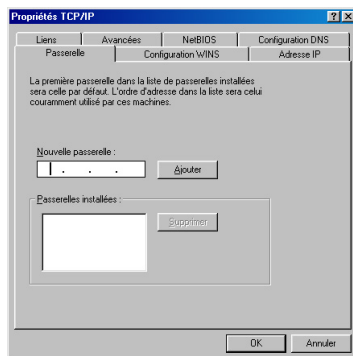 Propriétés TCP/IP
Liens Avancées NetBIOS Configuration DNS
Passerelle Configuration WINS Adresse IP
La première passerelle dans la liste de passerelles installées
sera celle par défaut. L'ordre d'adresse dans la liste sera celui
couramment utilisé par ces machines.
Nouvelle passerelle :
. . . Ajouter
Passerelles installées :
Supprimer
OK Annuler